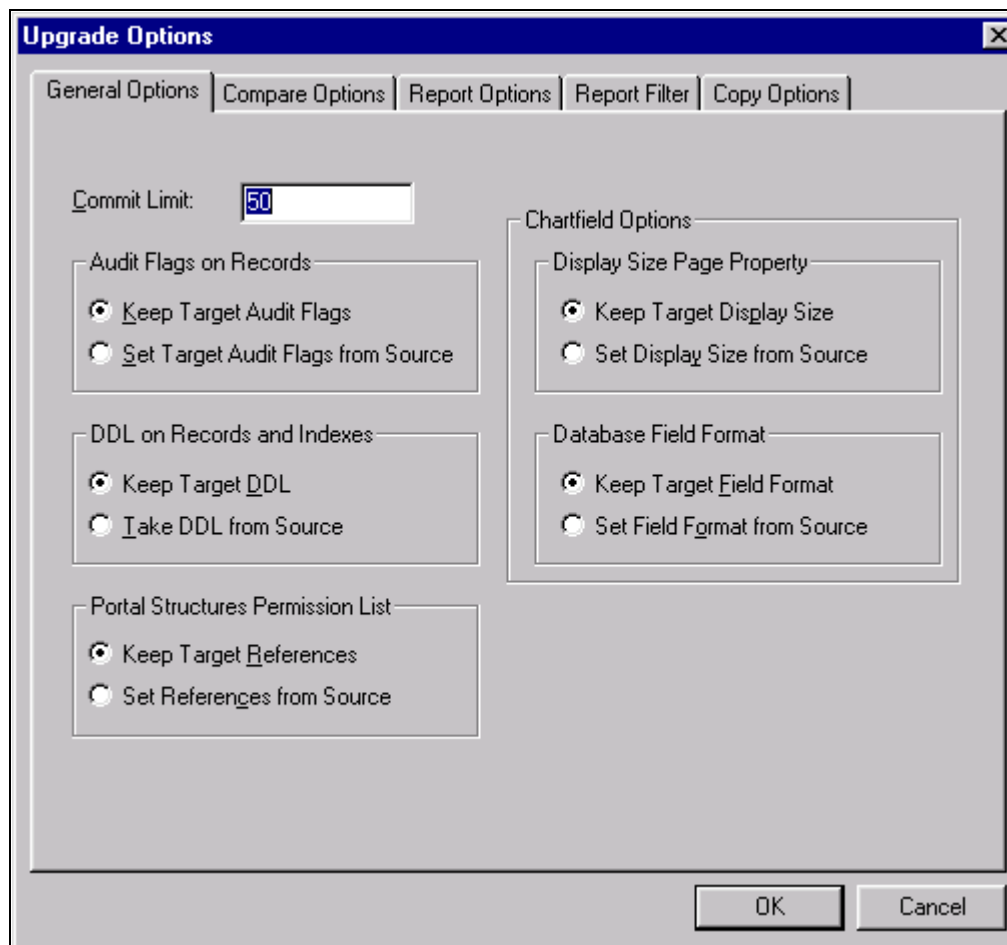 Upgrade Options
General Options
Compare Options
Report Options
Report Filter
Copy Options
Commit Limit:
50
Audit Flags on Records
Keep Target Audit Flags
Set Target Audit Flags from Source
DDL on Records and Indexes
Keep Target DDL
Take DDL from Source
Portal Structures Permission List
Keep Target References
Set References from Source
Chartfield Options
Display Size Page Property
Keep Target Display Size
Set Display Size from Source
Database Field Format
Keep Target Field Format
Set Field Format from Source
OK
Cancel